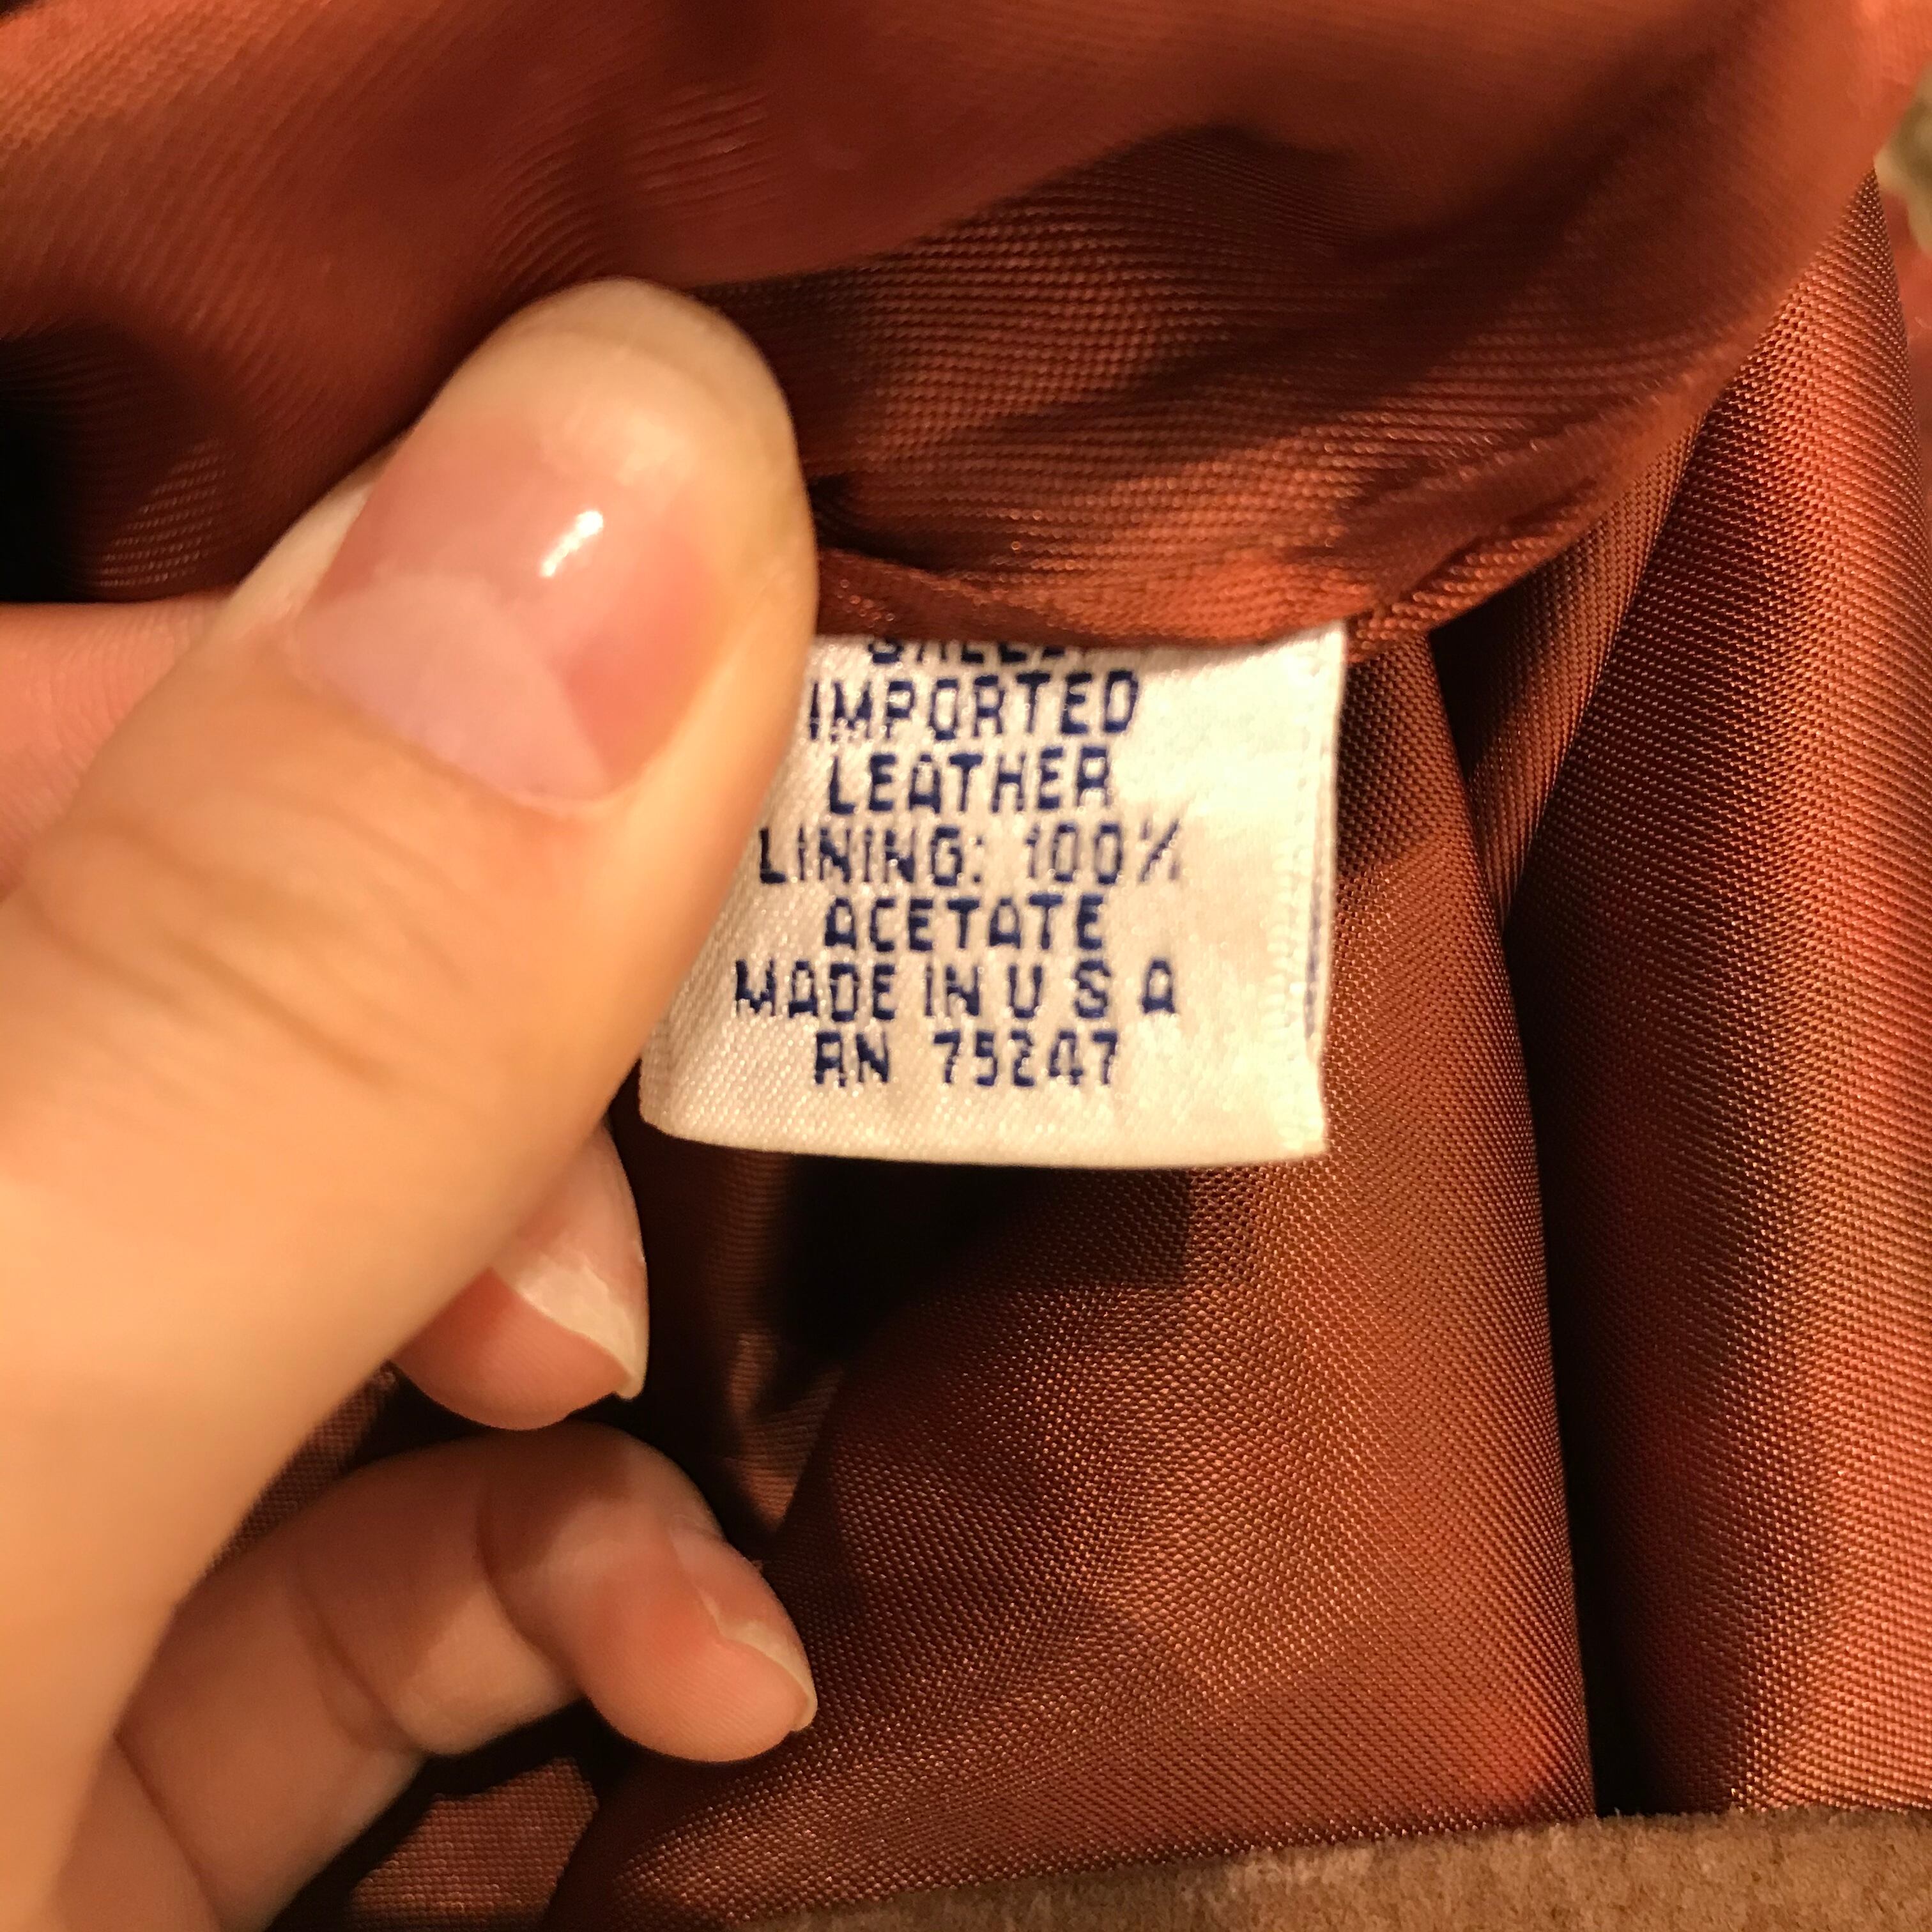 IMPORTED
LEATHER
LINING: 100%
ACETATE
MADE IN U S A
RN 75247